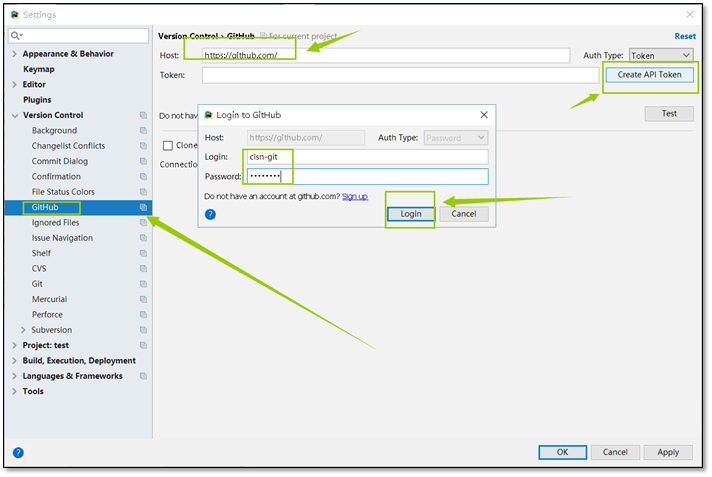 Settings
Version Control › GitHub For current project Reset
Host: https://github.com/ Auth Type: Token
Token: Create API Token
Do not hav Test
Clone
Connectio
Appearance & Behavior
Keymap
Editor
Plugins
Version Control
Background
Changelist Conflicts
Commit Dialog
Confirmation
File Status Colors
GitHub
Ignored Files
Issue Navigation
Shelf
CVS
Git
Mercurial
Perforce
Subversion
Project: test
Build, Execution, Deployment
Languages & Frameworks
Tools
Login to GitHub
Host: https://github.com/ Auth Type: Password
Login: clsn-git
Password: ••••••••
Do not have an account at github.com? Sign up
? Login Cancel
? OK Cancel Apply